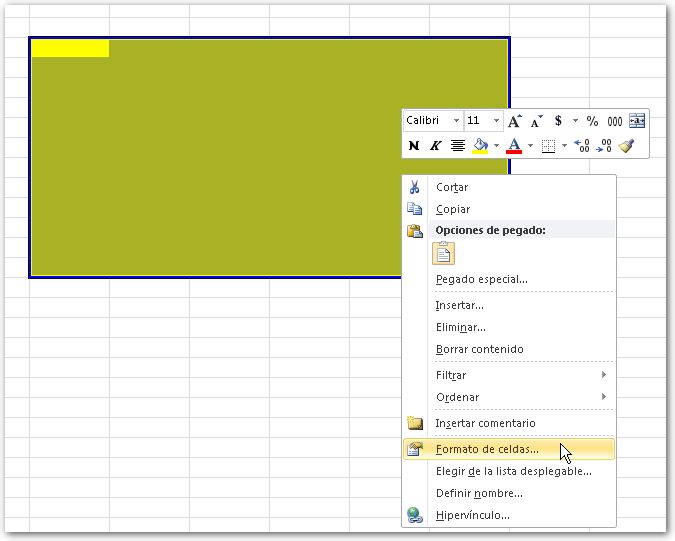 Calibri 11 A A $ % 000
N K A
Cortar
Copiar
Opciones de pegado:
Pegado especial...
Insertar...
Eliminar...
Borrar contenido
Filtrar
Ordenar
Insertar comentario
Formato de celdas...
Elegir de la lista desplegable...
Definir nombre...
Hipervínculo...